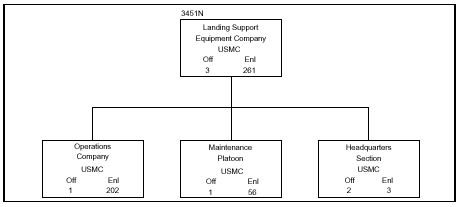 3451N
Landing Support
Equipment Company
USMC
Off Enl
3 261
Operations
Company
USMC
Off Enl
1 202
Maintenance
Platoon
USMC
Off Enl
1 56
Headquarters
Section
USMC
Off Enl
2 3